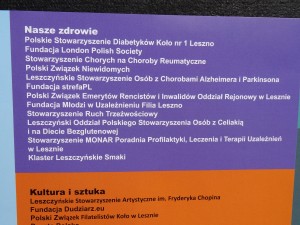 Nasze zdrowie
Polskie Stowarzyszenie Diabetyków Koło nr 1 Leszno
Fundacja London Polish Society
Stowarzyszenie Chorych na Choroby Reumatyczne
Polski Związek Niewidomych
Leszczyńskie Stowarzyszenie Osób z Chorobami Alzheimera i Parkinsona
Fundacja strefaPL
Polski Związek Emerytów Rencistów i Inwalidów Oddział Rejonowy w Lesznie
Fundacja Młodzi w Uzależnieniu Filia Leszno
Stowarzyszenie Ruch Trzeźwościowy
Leszczyński Oddział Polskiego Stowarzyszenia Osób z Celiakią
i na Diecie Bezglutenowej
Stowarzyszenie MONAR Poradnia Profilaktyki, Leczenia i Terapii Uzależnień
w Lesznie
Klaster Leszczyńskie Smaki
Kultura i sztuka
Leszczyńskie Stowarzyszenie Artystyczne im. Fryderyka Chopina
Fundacja Dudziarz.eu
Polski Związek Filatelistów Koło w Lesznie